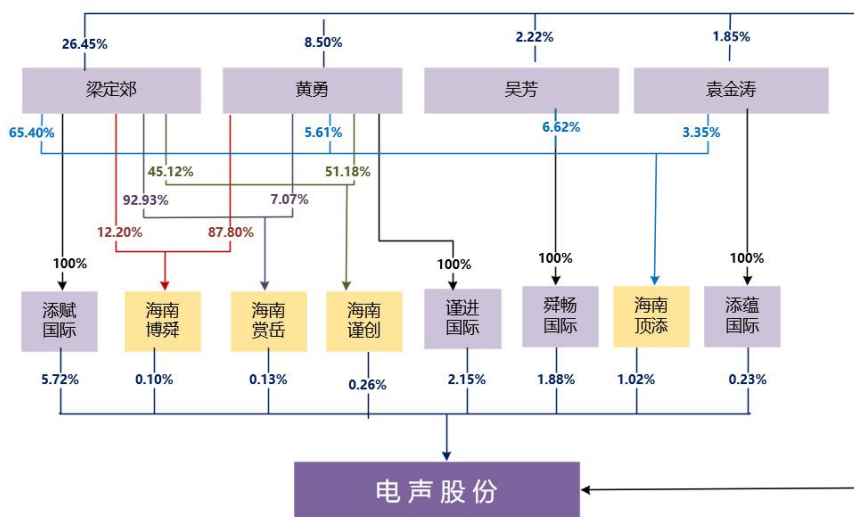 26.45%
8.50%
2.22%
1.85%
梁定郊
黄勇
吴芳
袁金涛
65.40%
5.61%
6.62%
3.35%
45.12%
51.18%
92.93%
7.07%
12.20%
87.80%
100%
100%
100%
100%
添赋
国际
海南
博舜
海南
赏岳
海南
谨创
谨进
国际
舜畅
国际
海南
顶添
添蕴
国际
5.72%
0.10%
0.13%
0.26%
2.15%
1.88%
1.02%
0.23%
电声股份